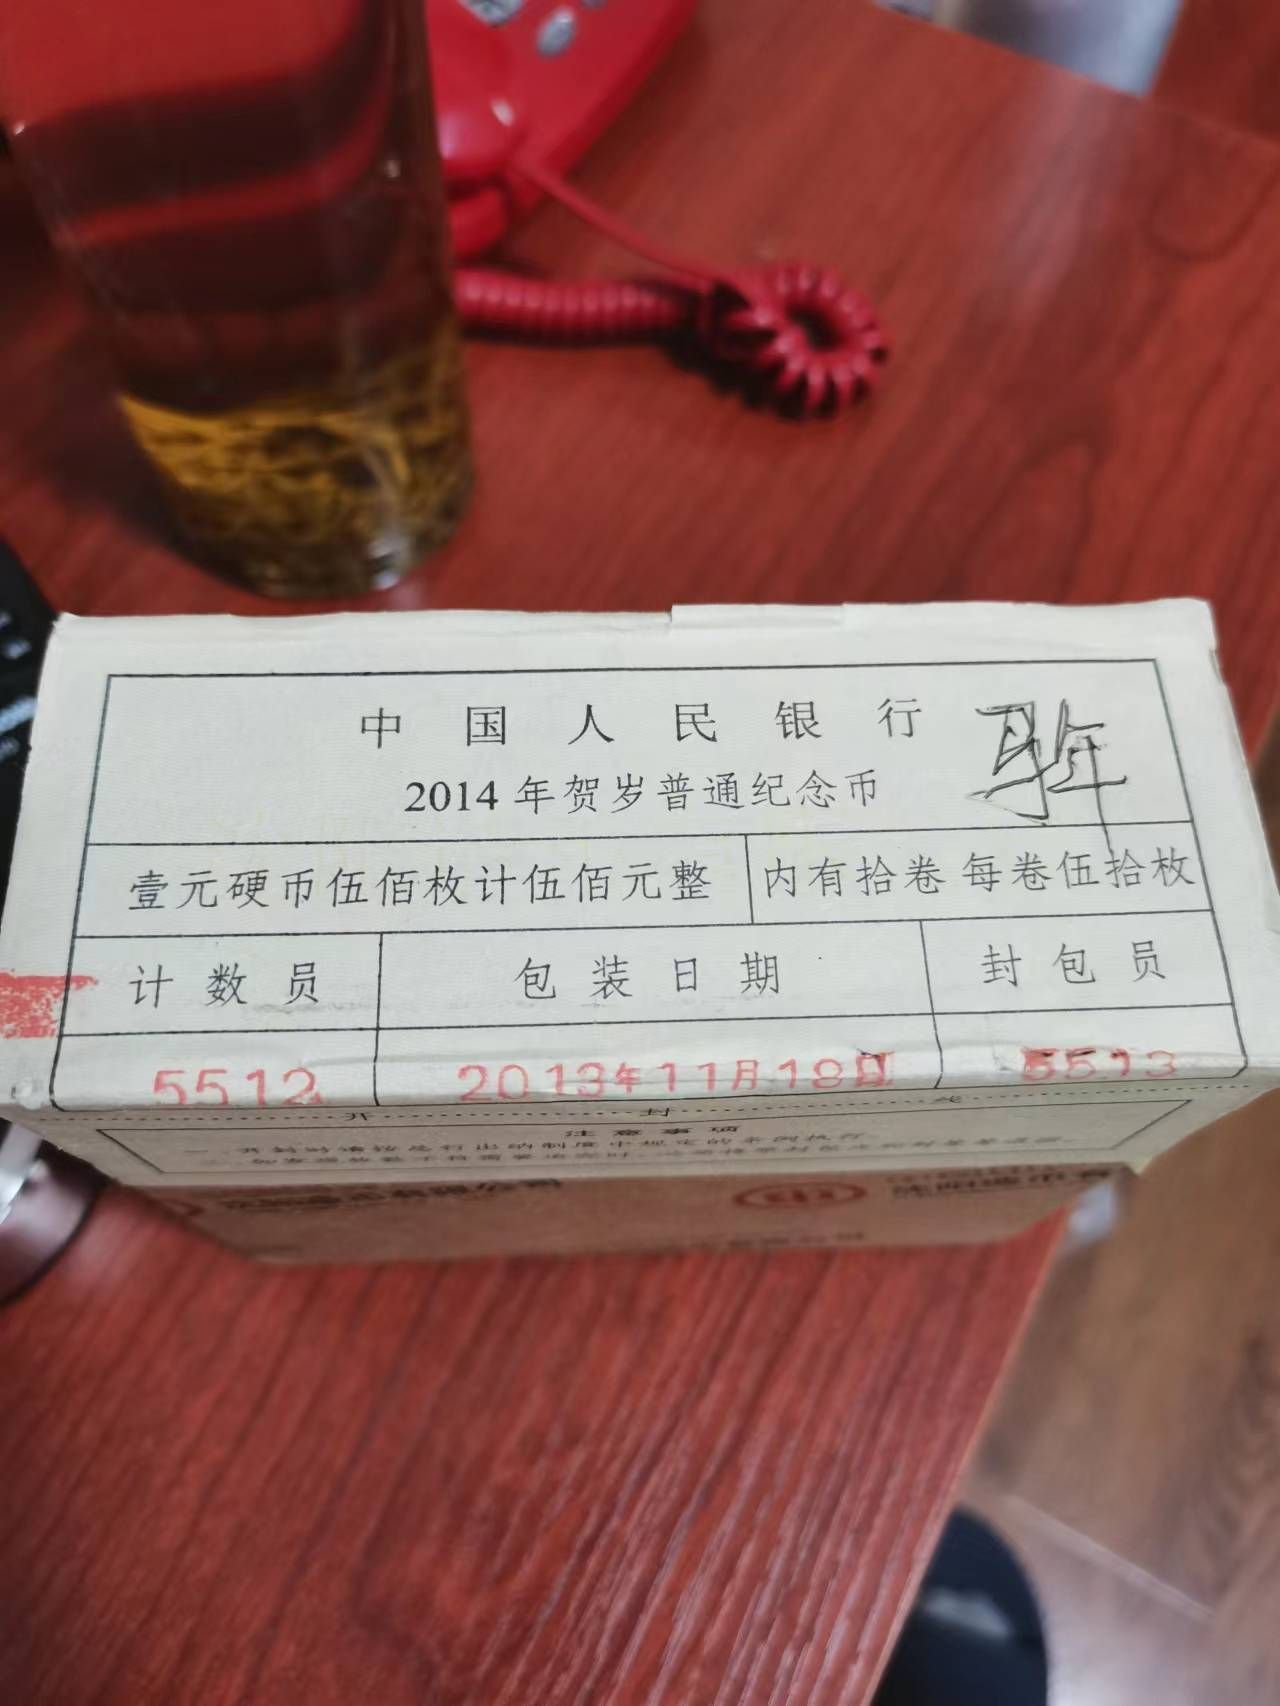 中国人民银行
2014年贺岁普通纪念币
马年
壹元硬币伍佰枚计伍佰元整
内有拾卷 每卷伍拾枚
计数员
包装日期
封包员
5512
2013年11月18日
5513
开封线
注意事项